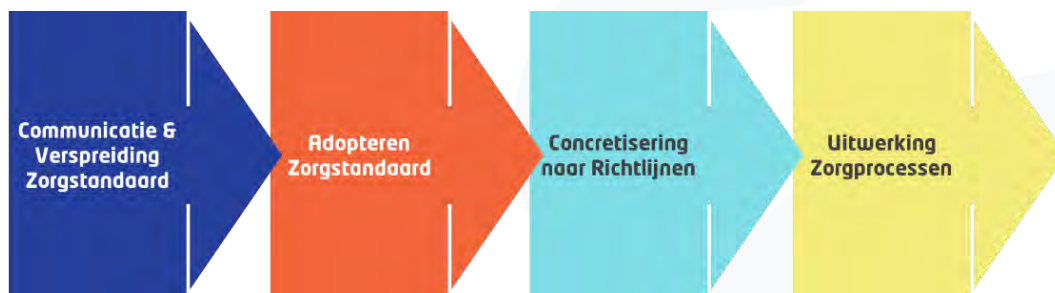 Communicatie &
Verspreiding
Zorgstandaard
Adopteren
Zorgstandaard
Concretisering
naar Richtlijnen
Uitwerking
Zorgprocessen